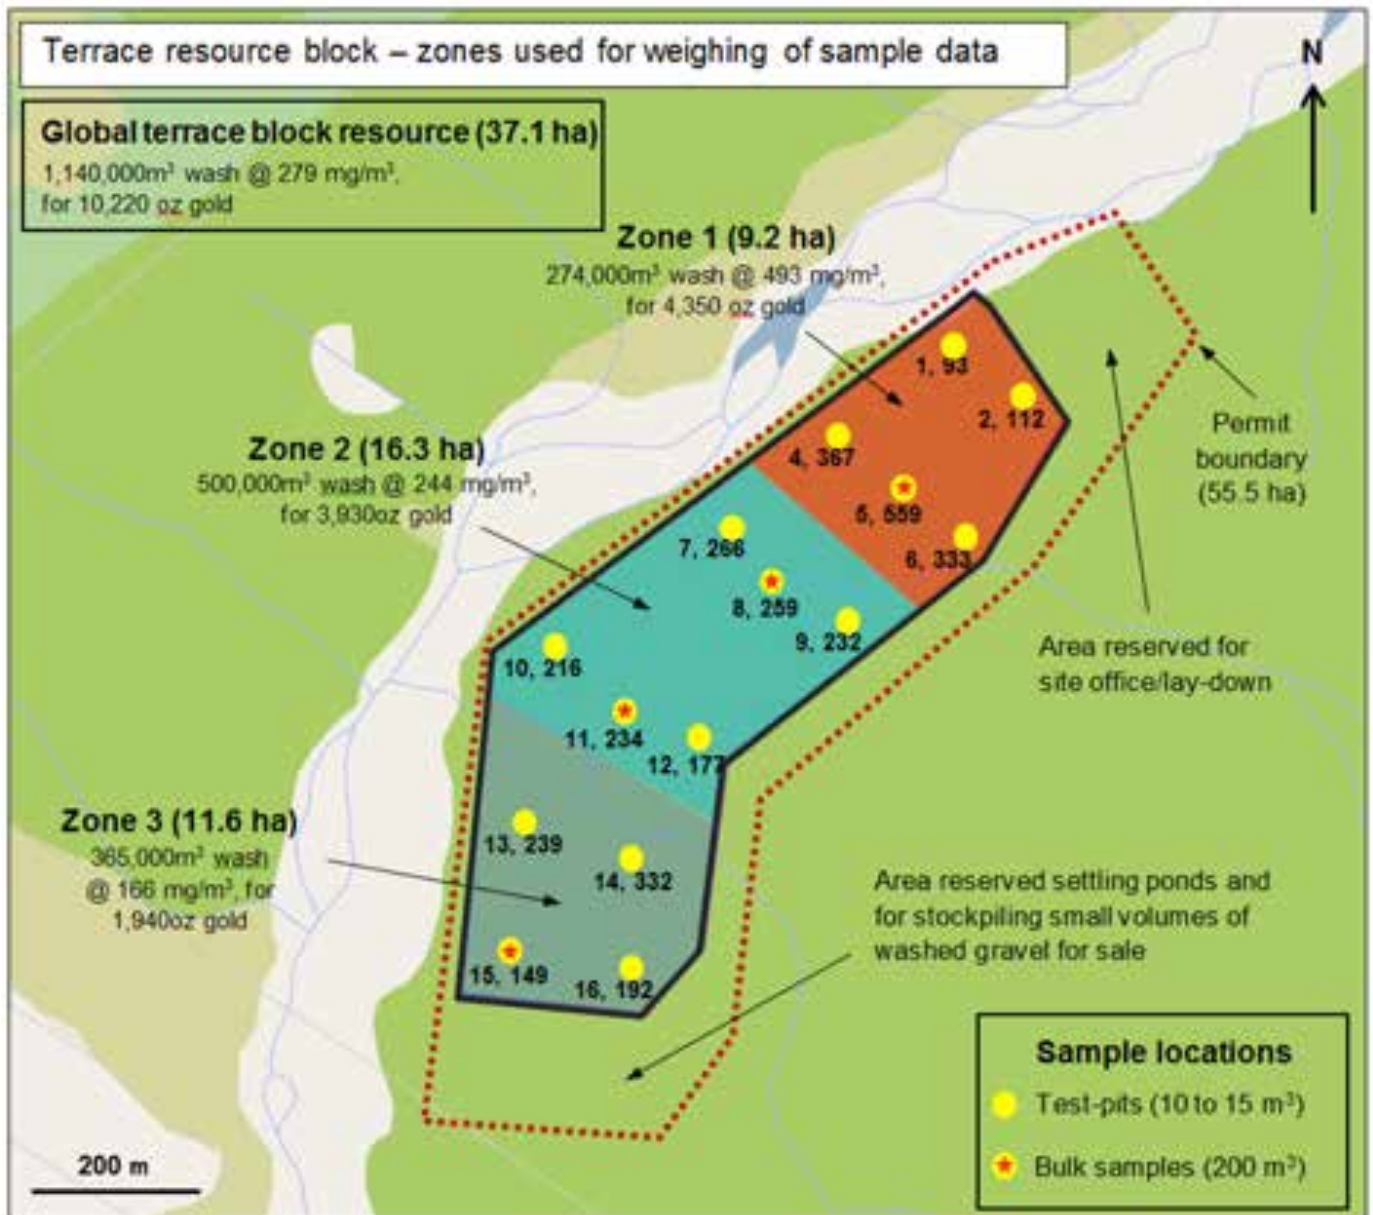 Terrace resource block – zones used for weighing of sample data
N
Global terrace block resource (37.1 ha)
1,140,000m³ wash @ 279 mg/m³,
for 10,220 oz gold
Zone 1 (9.2 ha)
274,000m³ wash @ 493 mg/m³,
for 4,350 oz gold
1, 93
2, 112
4, 367
5, 559
6, 333
Permit
boundary
(55.5 ha)
Zone 2 (16.3 ha)
500,000m³ wash @ 244 mg/m³,
for 3,930oz gold
7, 266
8, 259
9, 232
10, 216
11, 234
12, 177
Area reserved for
site office/lay-down
Zone 3 (11.6 ha)
365,000m³ wash
@ 166 mg/m³, for
1,940oz gold
13, 239
14, 332
15, 149
16, 192
Area reserved settling ponds and
for stockpiling small volumes of
washed gravel for sale
Sample locations
Test-pits (10 to 15 m³)
Bulk samples (200 m³)
200 m